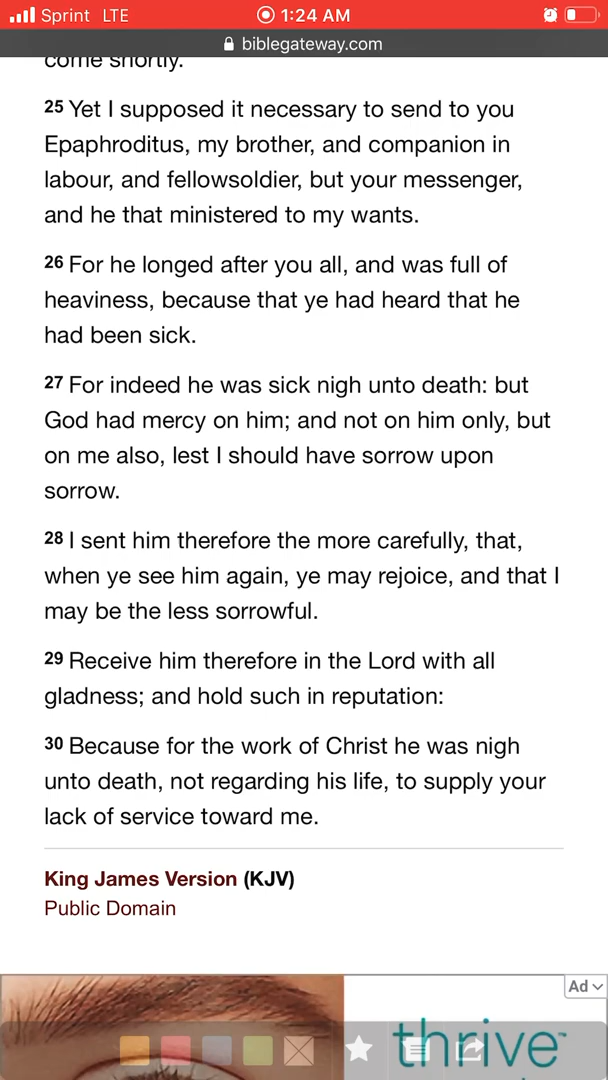 Sprint LTE 1:24 AM
biblegateway.com
come shortly.
25 Yet I supposed it necessary to send to you
Epaphroditus, my brother, and companion in
labour, and fellowsoldier, but your messenger,
and he that ministered to my wants.
26 For he longed after you all, and was full of
heaviness, because that ye had heard that he
had been sick.
27 For indeed he was sick nigh unto death: but
God had mercy on him; and not on him only, but
on me also, lest I should have sorrow upon
sorrow.
28 I sent him therefore the more carefully, that,
when ye see him again, ye may rejoice, and that I
may be the less sorrowful.
29 Receive him therefore in the Lord with all
gladness; and hold such in reputation:
30 Because for the work of Christ he was nigh
unto death, not regarding his life, to supply your
lack of service toward me.
King James Version (KJV)
Public Domain
Ad
thrive™